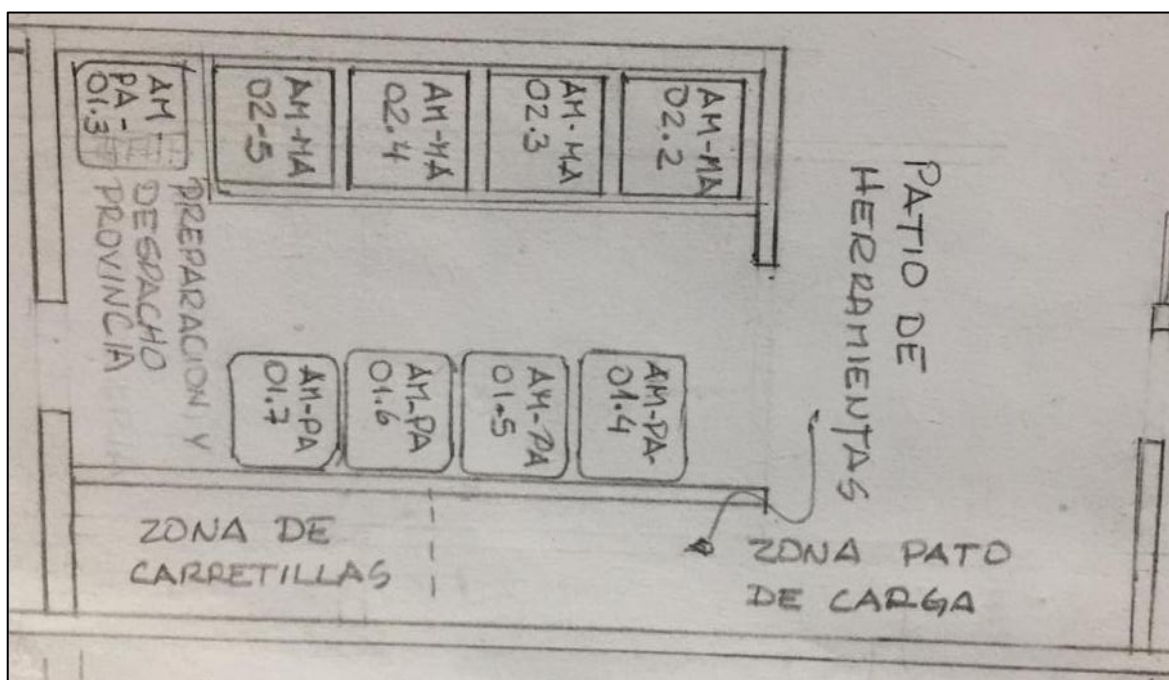 AM-
PA-
01.3
AM-MA
02-5
AM-MA
02.4
AM-MA
02.3
AM-MA
02.2
PATIO DE
HERRAMIENTAS
PREPARACION Y
DESPACHO
PROVINCIA
AM-PA
01.7
AM-PA
01.6
AM-PA
01.5
AM-PA-
01.4
ZONA DE
CARRETILLAS
ZONA PATO
DE CARGA